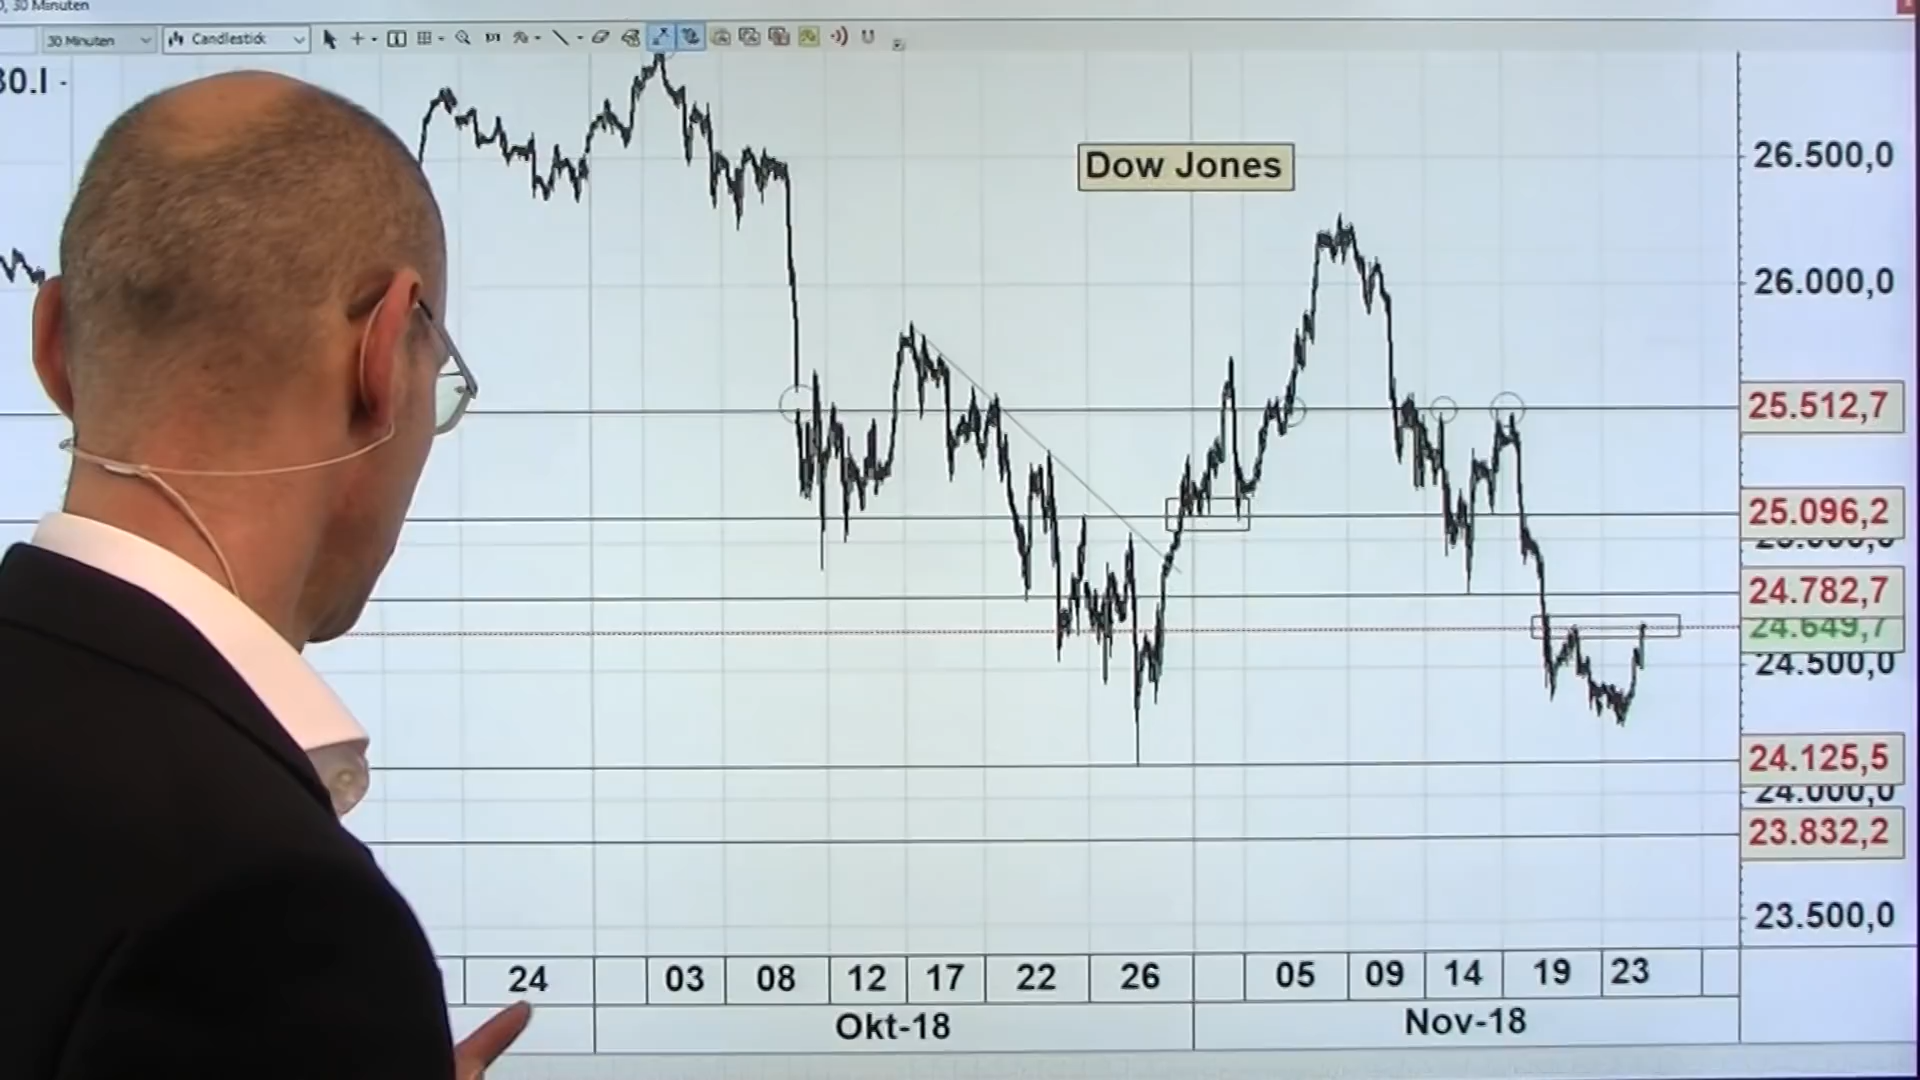 30 Minuten
30 Minuten
Candlestick
30.I -
Dow Jones
26.500,0
26.000,0
25.512,7
25.096,2
24.782,7
24.649,7
24.500,0
24.125,5
24.000,0
23.832,2
23.500,0
24 03 08 12 17 22 26 05 09 14 19 23
Okt-18 Nov-18